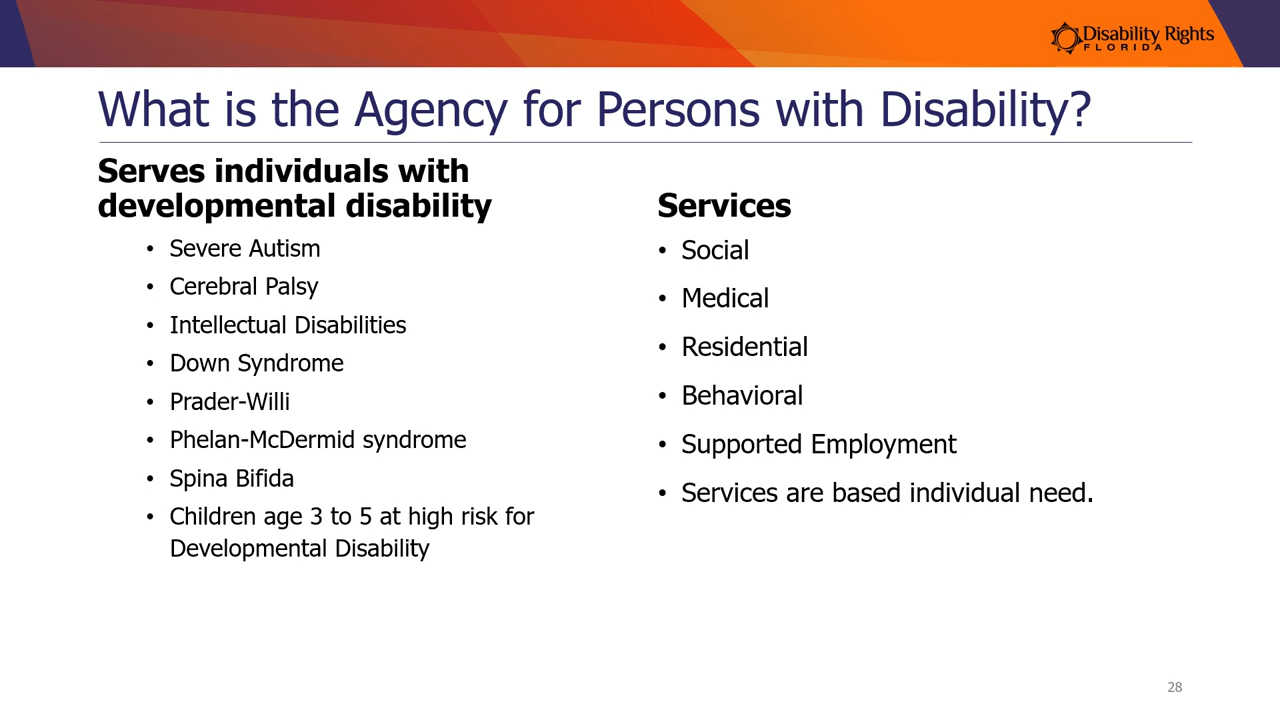 Disability Rights
FLORIDA
What is the Agency for Persons with Disability?
Serves individuals with
developmental disability
• Severe Autism
• Cerebral Palsy
• Intellectual Disabilities
• Down Syndrome
• Prader-Willi
• Phelan-McDermid syndrome
• Spina Bifida
• Children age 3 to 5 at high risk for
Developmental Disability
Services
• Social
• Medical
• Residential
• Behavioral
• Supported Employment
• Services are based individual need.
28